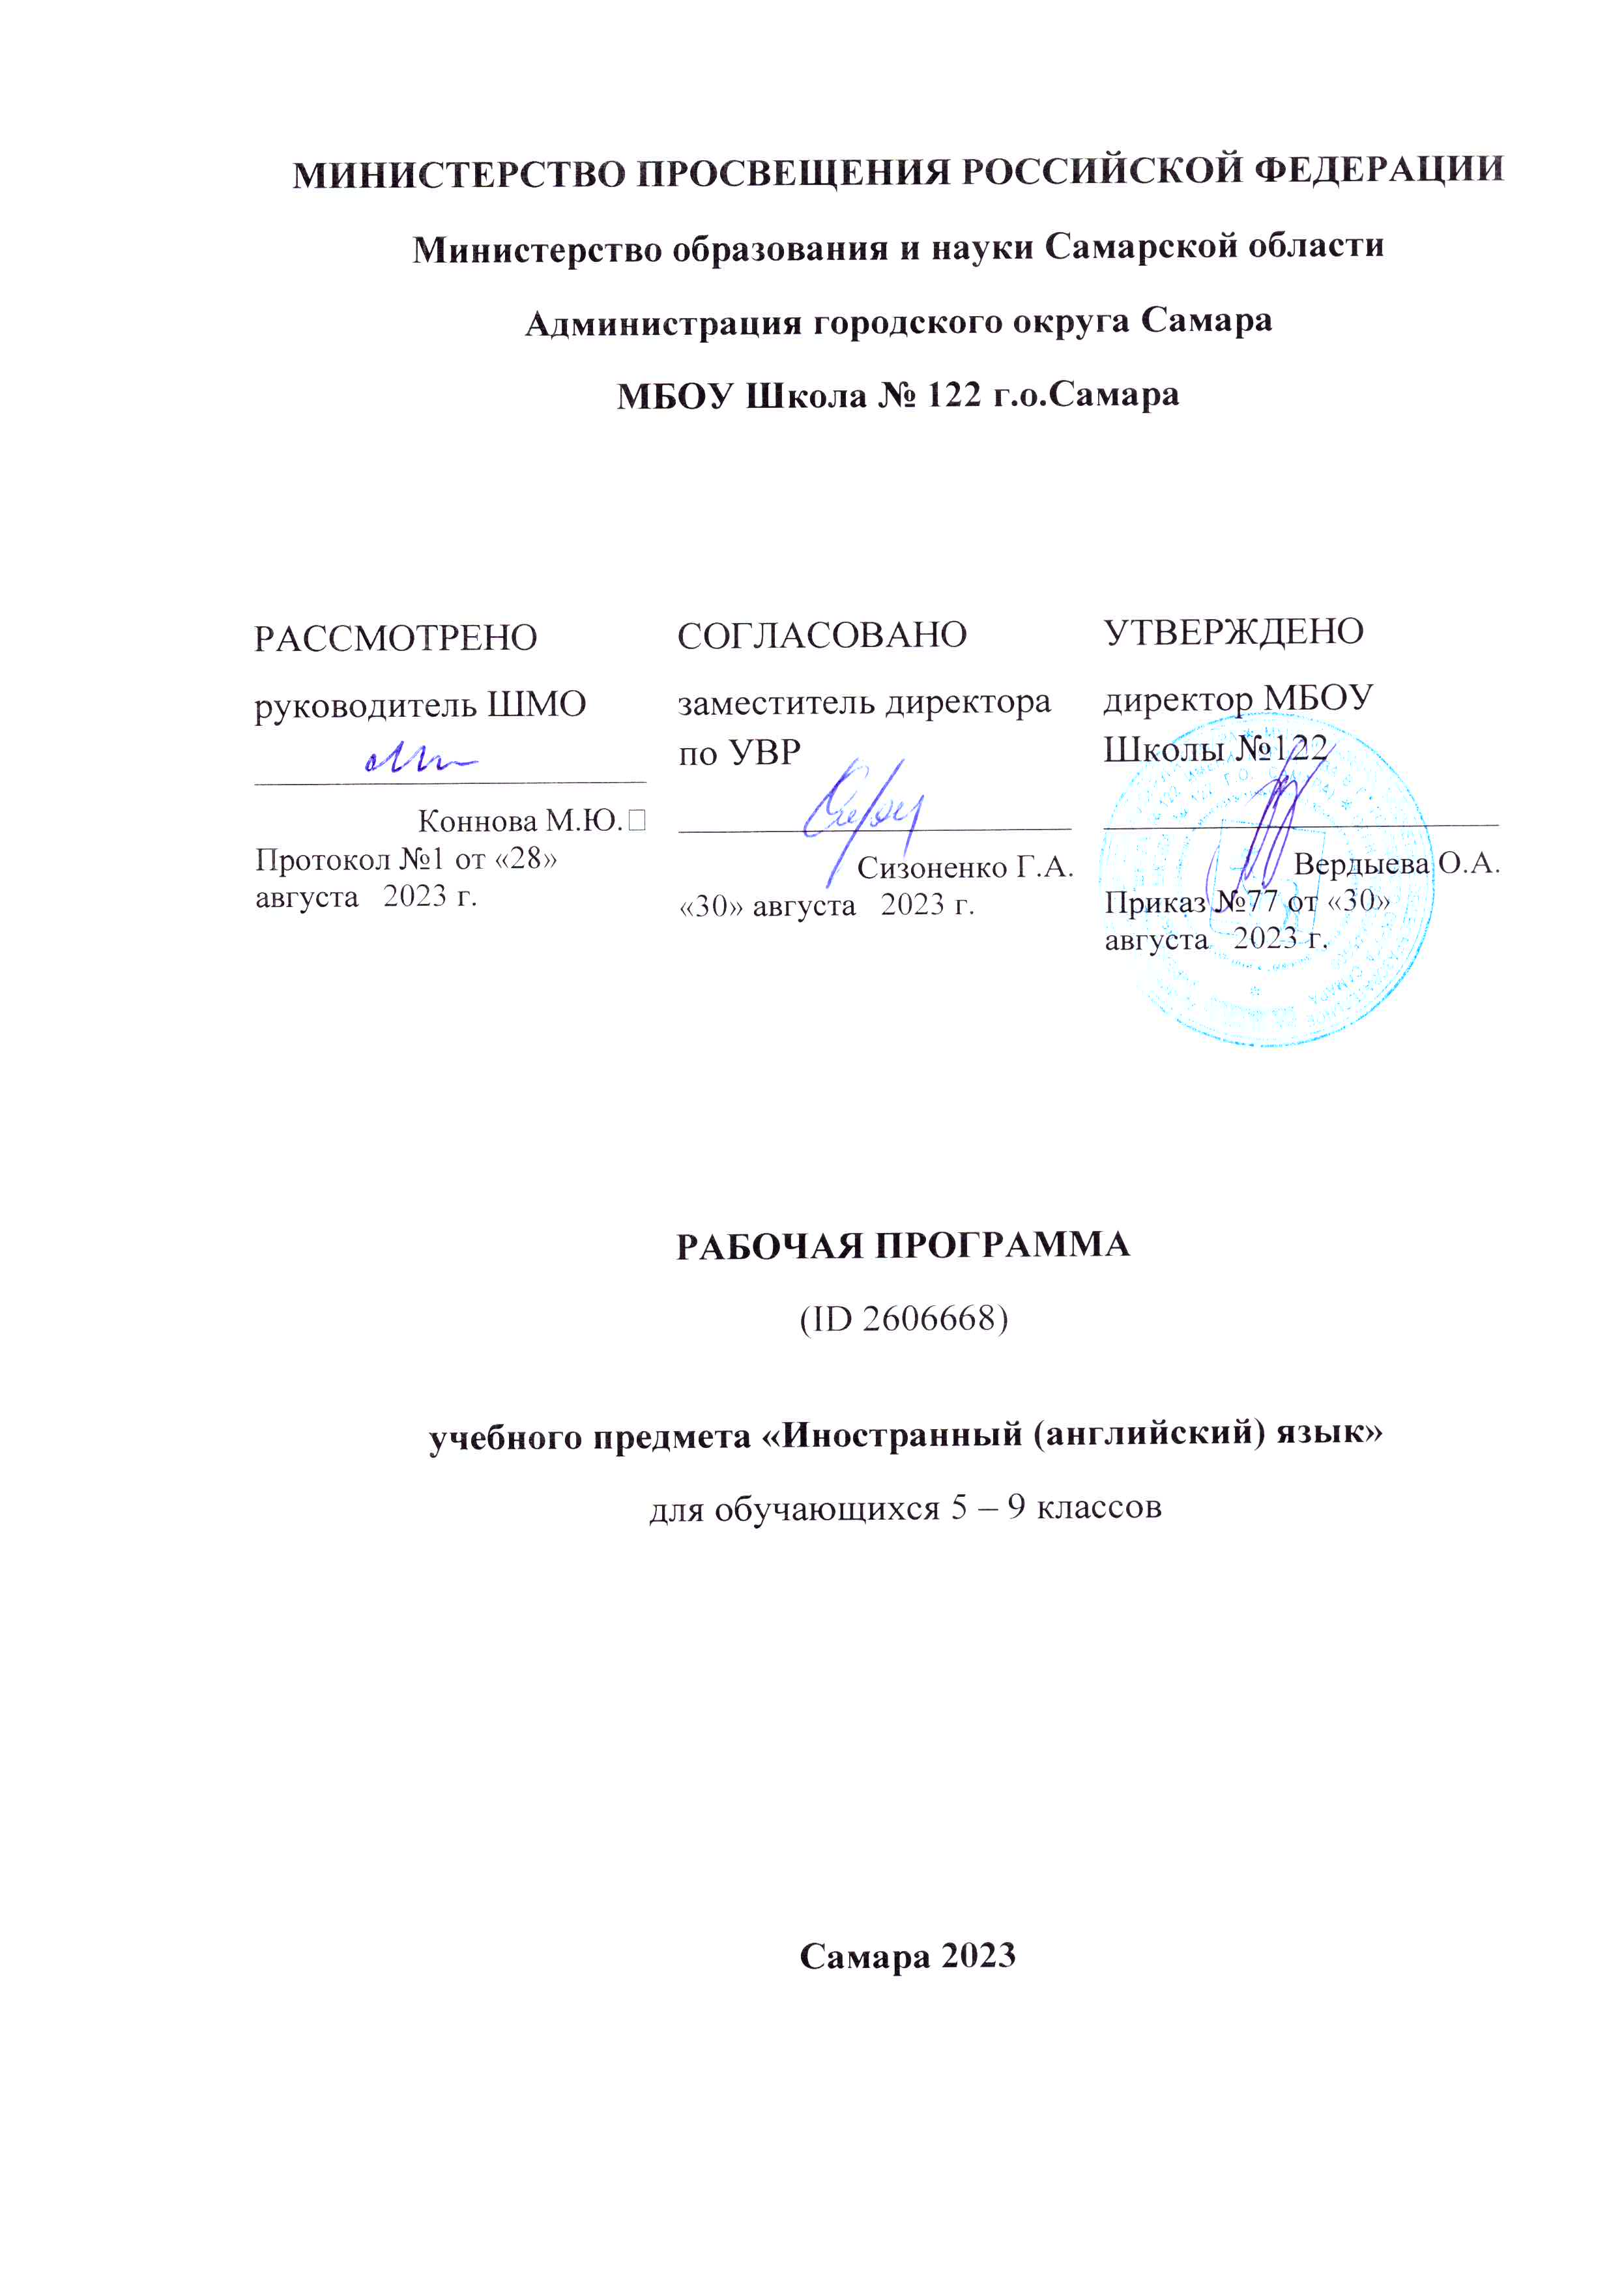 МИНИСТЕРСТВО ПРОСВЕЩЕНИЯ РОССИЙСКОЙ ФЕДЕРАЦИИ
Министерство образования и науки Самарской области
Администрация городского округа Самара
МБОУ Школа № 122 г.о.Самара
РАССМОТРЕНО
руководитель ШМО
Коннова М.Ю.
Протокол №1 от «28»
августа 2023 г.
СОГЛАСОВАНО
заместитель директора
по УВР
Сизоненко Г.А.
«30» августа 2023 г.
УТВЕРЖДЕНО
директор МБОУ
Школы №122
Вердыева О.А.
Приказ №77 от «30»
августа 2023 г.
РАБОЧАЯ ПРОГРАММА
(ID 2606668)
учебного предмета «Иностранный (английский) язык»
для обучающихся 5 – 9 классов
Самара 2023